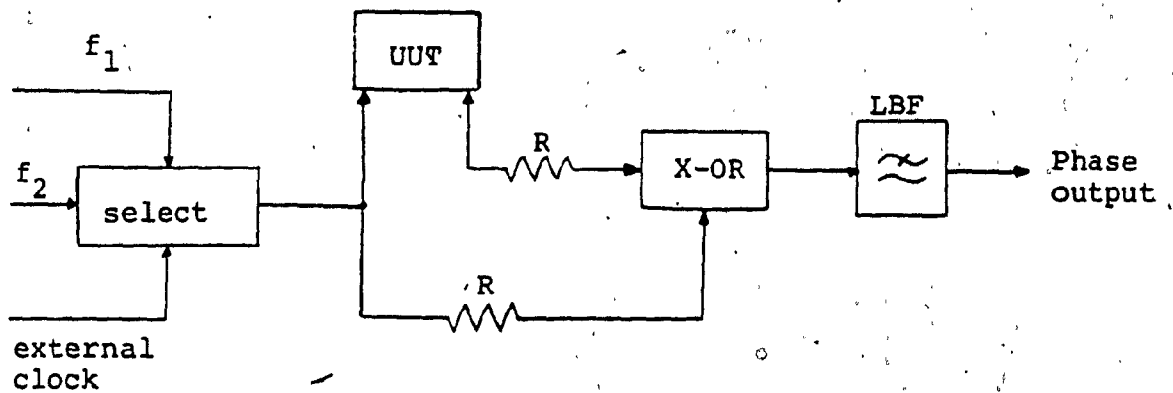 f1
UUT
LBF
R
X-OR
Phase
output
f2
select
R
external
clock